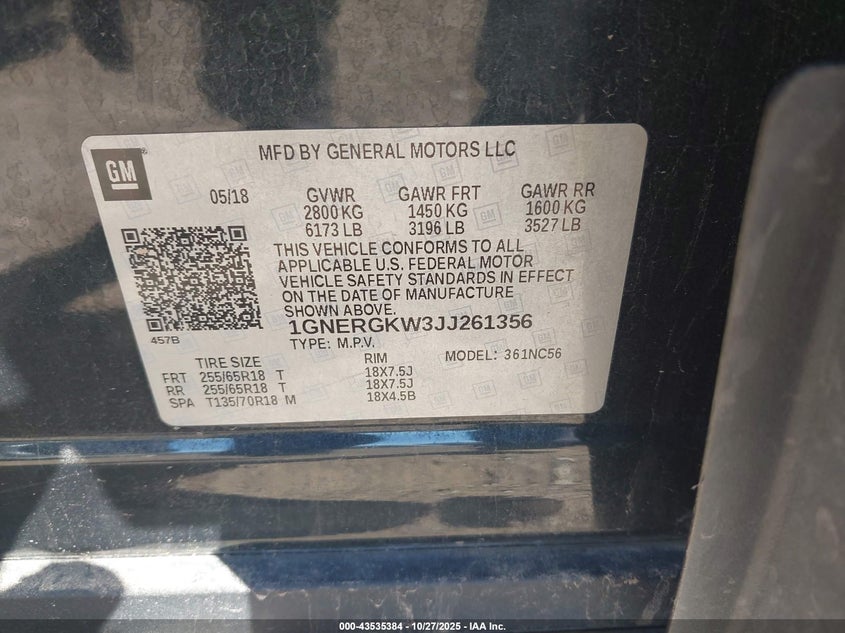 GM
MFD BY GENERAL MOTORS LLC
05/18 GVWR GAWR FRT GAWR RR
2800 KG 1450 KG 1600 KG
6173 LB 3196 LB 3527 LB
THIS VEHICLE CONFORMS TO ALL
APPLICABLE U.S. FEDERAL MOTOR
VEHICLE SAFETY STANDARDS IN EFFECT
ON THE DATE OF MANUFACTURE
SHOWN ABOVE.
457B
1GNERGKW3JJ261356
TYPE: M.P.V. MODEL: 361NC56
TIRE SIZE RIM
FRT 255/65R18 T 18X7.5J
RR 255/65R18 T 18X7.5J
SPA T135/70R18 M 18X4.5B
000-43535384 - 10/27/2025 - IAA Inc.